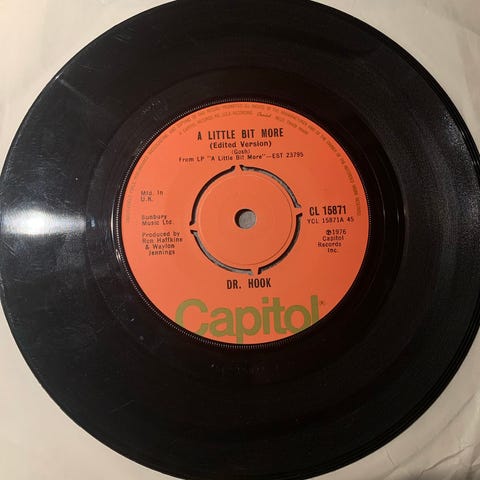 A LITTLE BIT MORE
(Edited Version)
(Gosh)
From LP "A Little Bit More"—EST 23795
Mfd. In
U.K.
Sunbury
Music Ltd.
Produced by
Ron Haffkine
& Waylon
Jennings
CL 15871
YCL 15871A 45
℗1976
Capitol
Records
Inc.
DR. HOOK
Capitol®